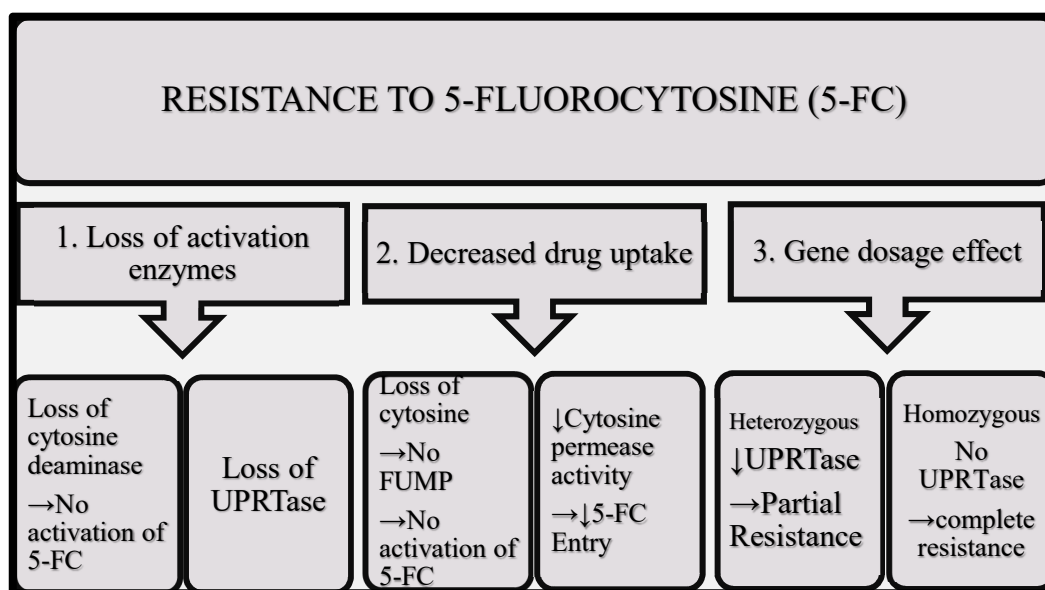 RESISTANCE TO 5-FLUOROCYTOSINE (5-FC)
1. Loss of activation
enzymes
2. Decreased drug uptake
3. Gene dosage effect
Loss of
cytosine
deaminase
→No
activation of
5-FC
Loss of
UPRTase
Loss of
cytosine
→No
FUMP
→No
activation of
5-FC
↓Cytosine
permease
activity
→↓5-FC
Entry
Heterozygous
↓UPRTase
→Partial
Resistance
Homozygous
No
UPRTase
→complete
resistance